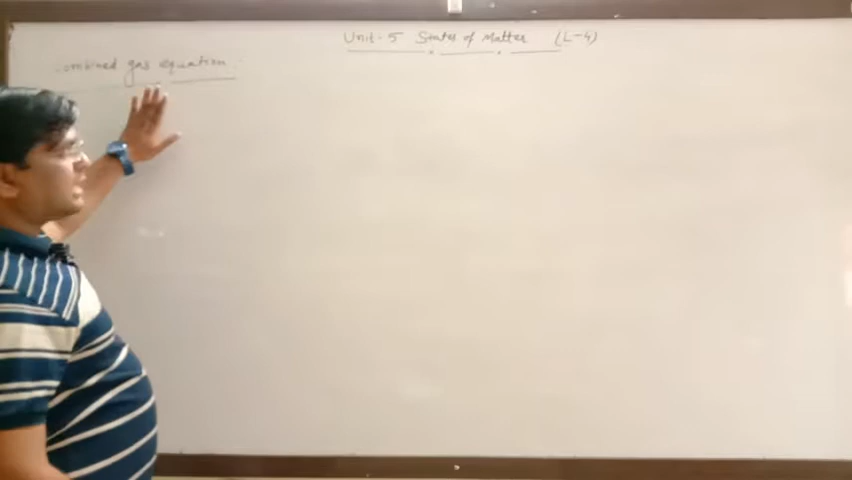 Unit-5 States of Matter (L-4)
Combined gas equation